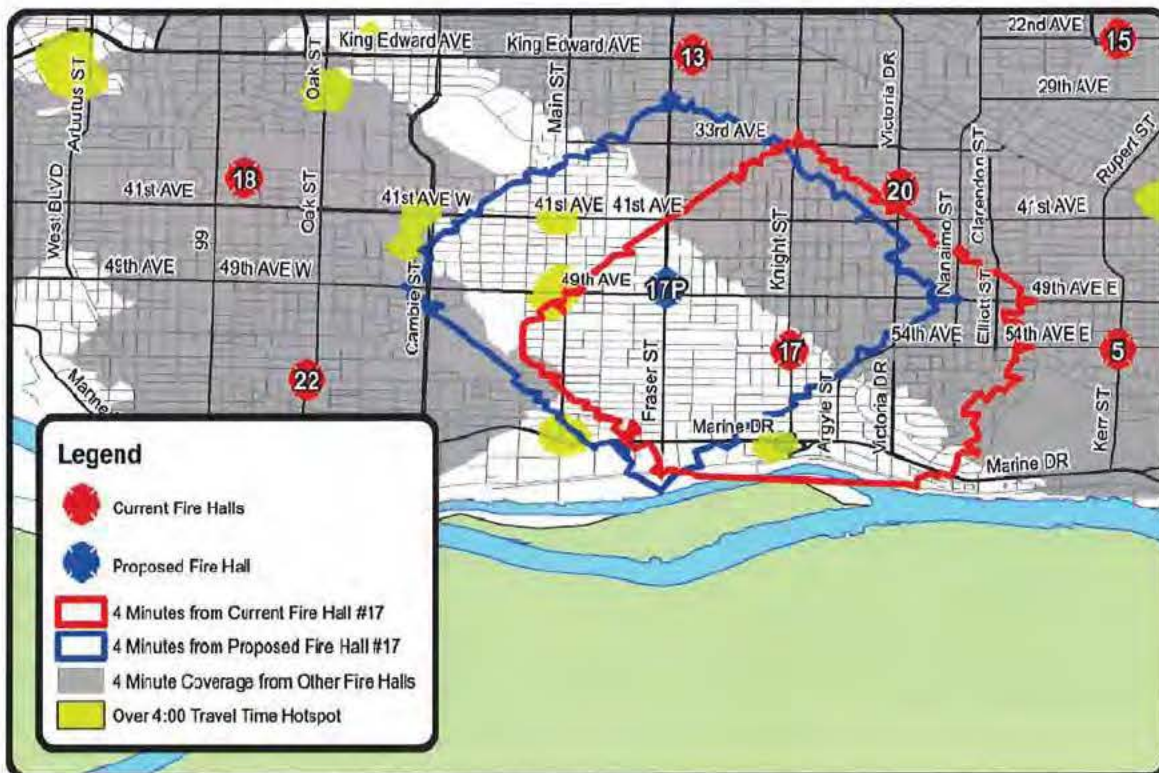 22nd AVE
15
King Edward AVE
King Edward AVE
13
Arbutus ST
Oak ST
Main ST
Victoria DR
29th AVE
33rd AVE
Rupert ST
18
41st AVE
West BLVD
99
Oak ST
41st AVE W
41st AVE
41st AVE
20
Clarendon ST
41st AVE
Nanaimo ST
Knight ST
49th AVE
49th AVE W
Cambie ST
49th AVE
17P
Elliott ST
49th AVE E
54th AVE
54th AVE E
17
5
22
Fraser ST
Argyle ST
Victoria DR
Kerr ST
Marine
Marine DR
Marine DR
Legend
Current Fire Halls
Proposed Fire Hall
4 Minutes from Current Fire Hall #17
4 Minutes from Proposed Fire Hall #17
4 Minute Coverage from Other Fire Halls
Over 4:00 Travel Time Hotspot